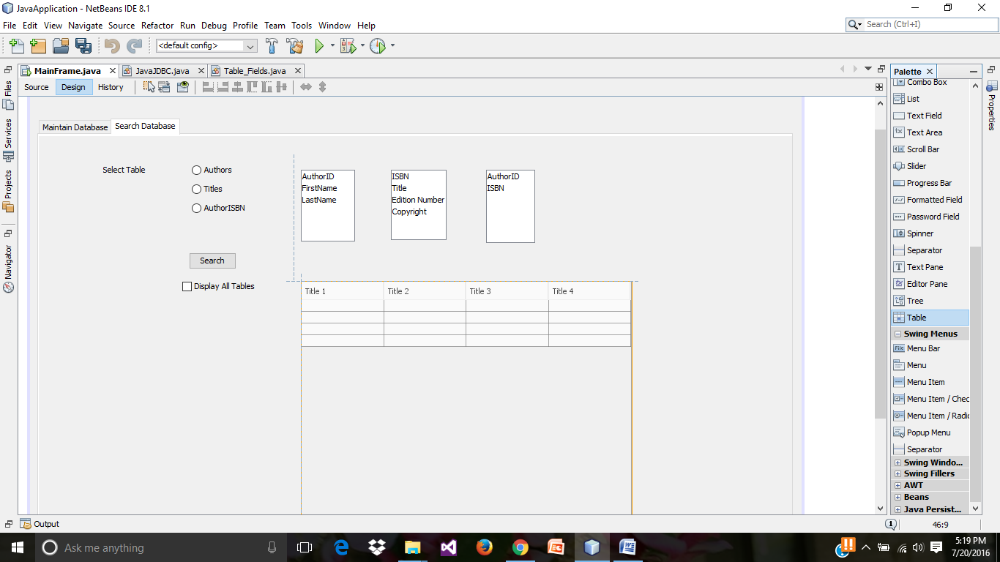 JavaApplication - NetBeans IDE 8.1
File Edit View Navigate Source Refactor Run Debug Profile Team Tools Window Help
Search (Ctrl+I)
<default config>
MainFrame.java JavaJDBC.java Table_Fields.java
Source Design History
Files
Services
Projects
Navigator
Maintain Database Search Database
Select Table
Authors
Titles
AuthorISBN
Search
Display All Tables
AuthorID
FirstName
LastName
ISBN
Title
Edition Number
Copyright
AuthorID
ISBN
Title 1 Title 2 Title 3 Title 4
Palette
Combo Box
List
Text Field
Text Area
Scroll Bar
Slider
Progress Bar
Formatted Field
Password Field
Spinner
Separator
Text Pane
Editor Pane
Tree
Table
Swing Menus
Menu Bar
Menu
Menu Item
Menu Item / Chec
Menu Item / Radio
Popup Menu
Separator
Swing Windo...
Swing Fillers
AWT
Beans
Java Persist...
Properties
Output
1
46:9
Ask me anything
5:19 PM
7/20/2016